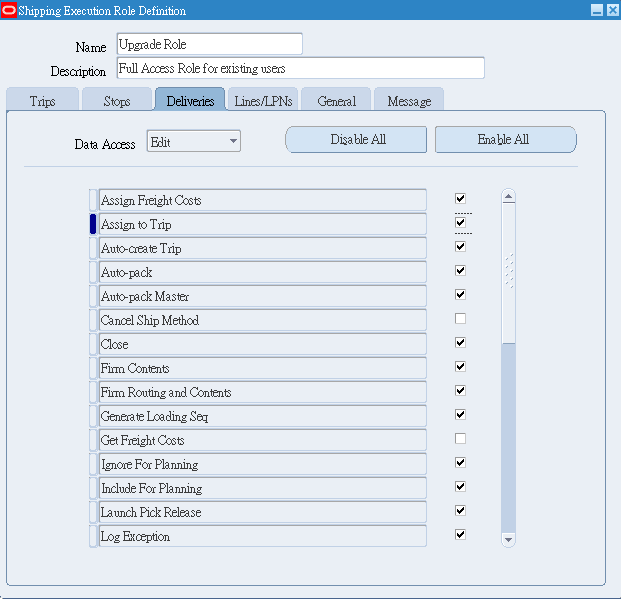 Shipping Execution Role Definition
Name Upgrade Role
Description Full Access Role for existing users
Trips Stops Deliveries Lines/LPNs General Message
Data Access Edit Disable All Enable All
Assign Freight Costs
Assign to Trip
Auto-create Trip
Auto-pack
Auto-pack Master
Cancel Ship Method
Close
Firm Contents
Firm Routing and Contents
Generate Loading Seq
Get Freight Costs
Ignore For Planning
Include For Planning
Launch Pick Release
Log Exception